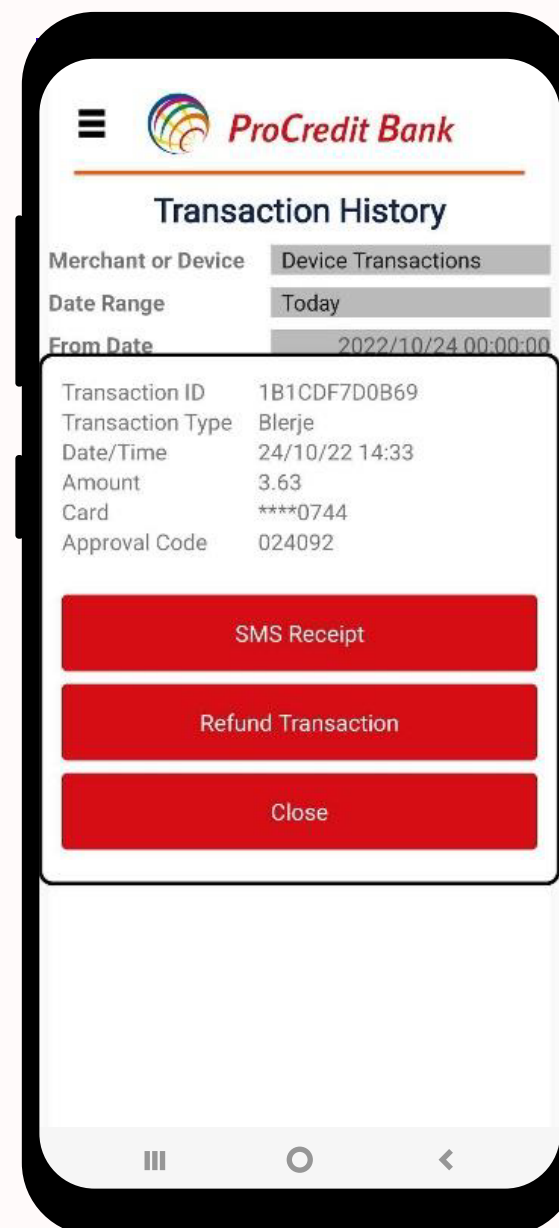 ProCredit Bank
Transaction History
Merchant or Device Device Transactions
Date Range Today
From Date 2022/10/24 00:00:00
Transaction ID 1B1CDF7D0B69
Transaction Type Blerje
Date/Time 24/10/22 14:33
Amount 3.63
Card ****0744
Approval Code 024092
SMS Receipt
Refund Transaction
Close